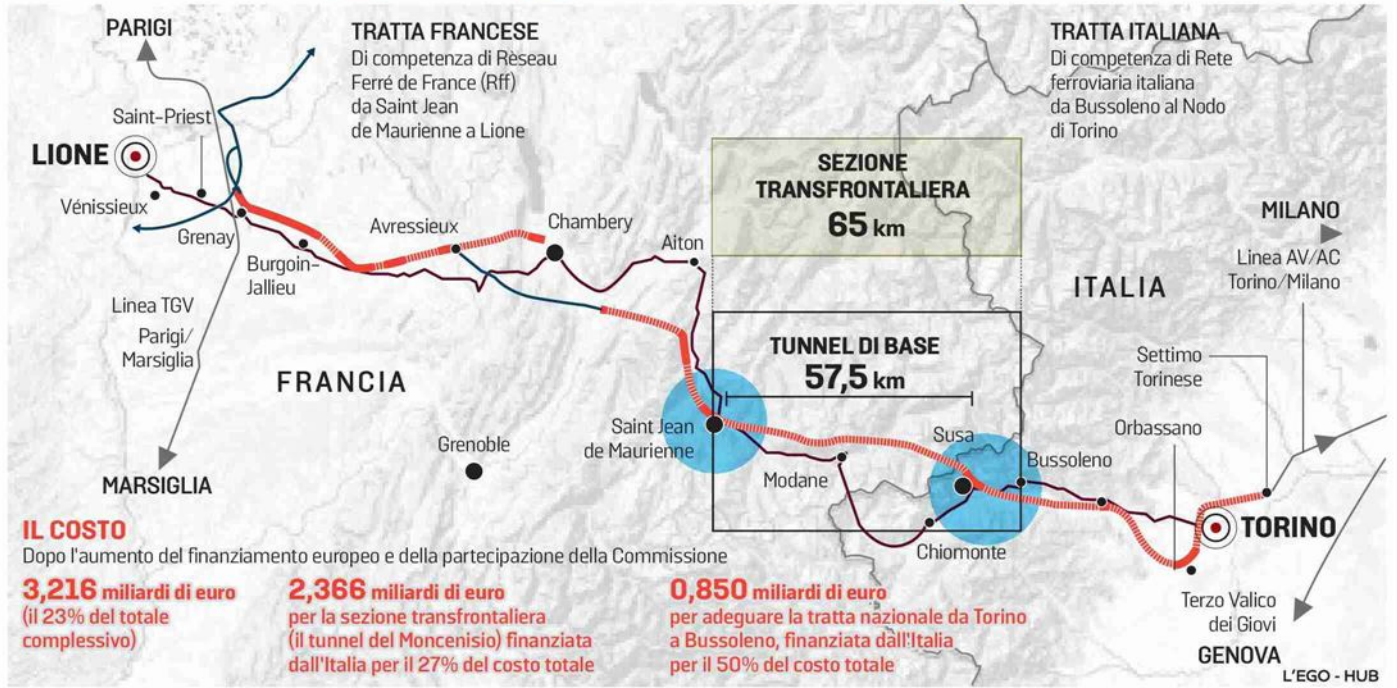 PARIGI
Saint-Priest
LIONE
Vénissieux
Grenay
Burgoin-
Jallieu
Linea TGV
Parigi/
Marsiglia
MARSIGLIA
TRATTA FRANCESE
Di competenza di Rèseau
Ferré de France (Rff)
da Saint Jean
de Maurienne a Lione
Avressieux
Chambery
Aiton
FRANCIA
Grenoble
SEZIONE
TRANSFRONTALIERA
65 km
TUNNEL DI BASE
57,5 km
Saint Jean
de Maurienne
Modane
Susa
Bussoleno
Chiomonte
TRATTA ITALIANA
Di competenza di Rete
ferroviaria italiana
da Bussoleno al Nodo
di Torino
MILANO
Linea AV/AC
Torino/Milano
ITALIA
Settimo
Torinese
Orbassano
TORINO
Terzo Valico
dei Giovi
GENOVA
IL COSTO
Dopo l'aumento del finanziamento europeo e della partecipazione della Commissione
3,216 miliardi di euro
(il 23% del totale
complessivo)
2,366 miliardi di euro
per la sezione transfrontaliera
(il tunnel del Moncenisio) finanziata
dall'Italia per il 27% del costo totale
0,850 miliardi di euro
per adeguare la tratta nazionale da Torino
a Bussoleno, finanziata dall'Italia
per il 50% del costo totale
L'EGO - HUB